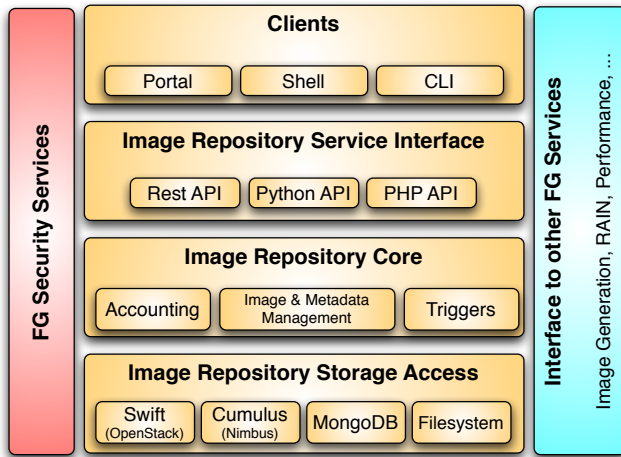 FG Security Services
Clients
Portal
Shell
CLI
Image Repository Service Interface
Rest API
Python API
PHP API
Image Repository Core
Accounting
Image & Metadata
Management
Triggers
Image Repository Storage Access
Swift
(OpenStack)
Cumulus
(Nimbus)
MongoDB
Filesystem
Interface to other FG Services
Image Generation, RAIN, Performance, ...